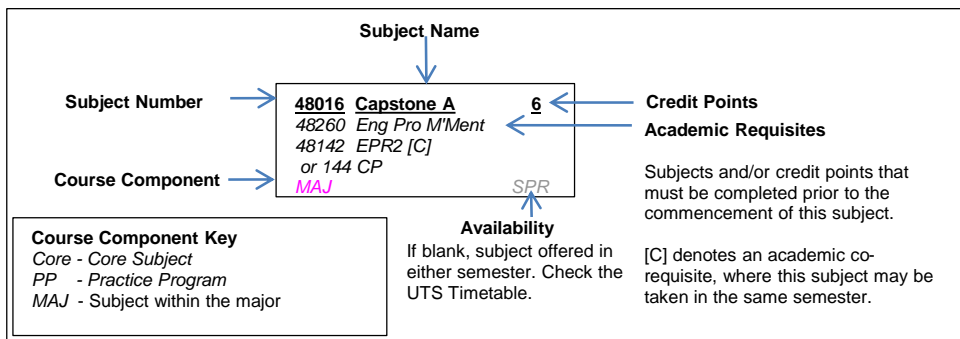 Subject Name
Subject Number
48016 Capstone A 6
48260 Eng Pro M'Ment
48142 EPR2 [C]
or 144 CP
MAJ SPR
Credit Points
Academic Requisites
Course Component
Subjects and/or credit points that
must be completed prior to the
commencement of this subject.
[C] denotes an academic co-
requisite, where this subject may be
taken in the same semester.
Availability
If blank, subject offered in
either semester. Check the
UTS Timetable.
Course Component Key
Core - Core Subject
PP - Practice Program
MAJ - Subject within the major